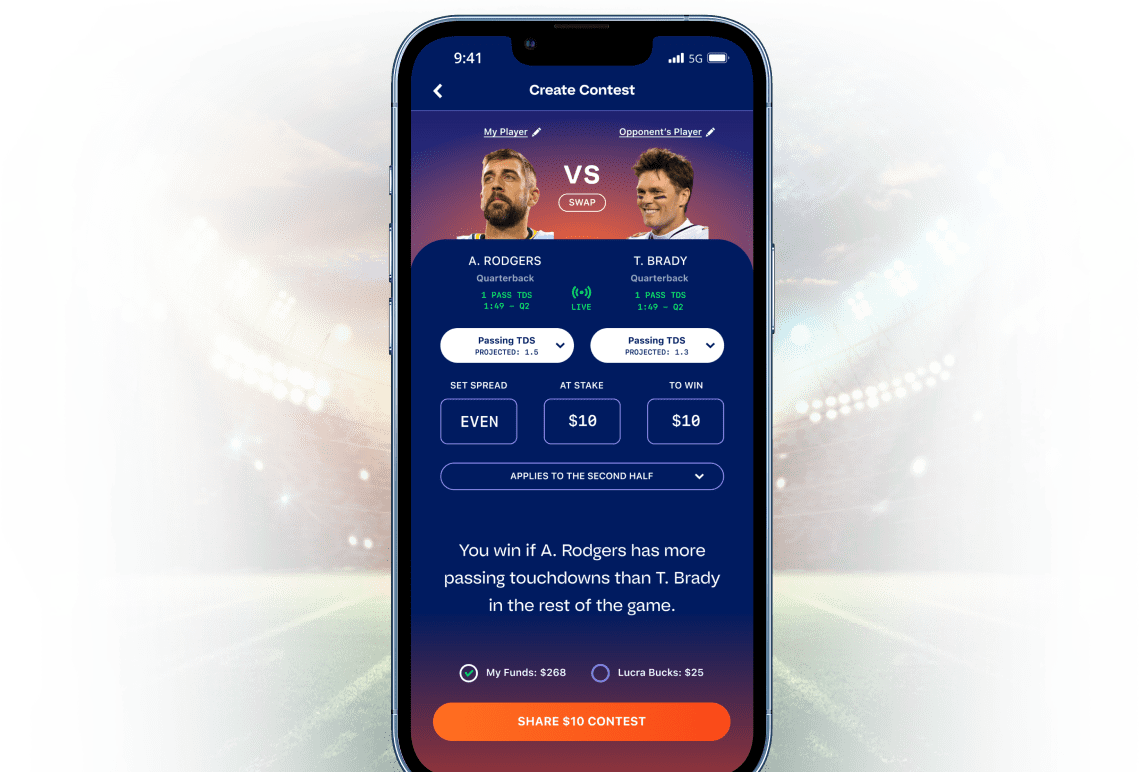 9:41
5G
Create Contest
My Player
Opponent's Player
VS
SWAP
A. RODGERS
T. BRADY
Quarterback
Quarterback
1 PASS TDS
1:49 – Q2
LIVE
1 PASS TDS
1:49 – Q2
Passing TDS
PROJECTED: 1.5
Passing TDS
PROJECTED: 1.3
SET SPREAD
AT STAKE
TO WIN
EVEN
$10
$10
APPLIES TO THE SECOND HALF
You win if A. Rodgers has more
passing touchdowns than T. Brady
in the rest of the game.
My Funds: $268
Lucra Bucks: $25
SHARE $10 CONTEST